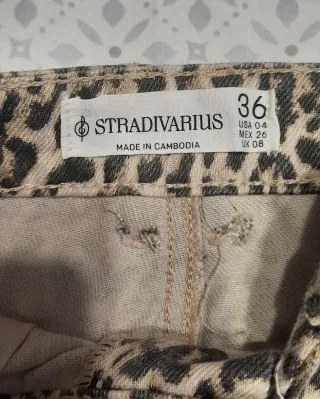 STRADIVARIUS
MADE IN CAMBODIA
36
USA 04
MEX 26
UK 08